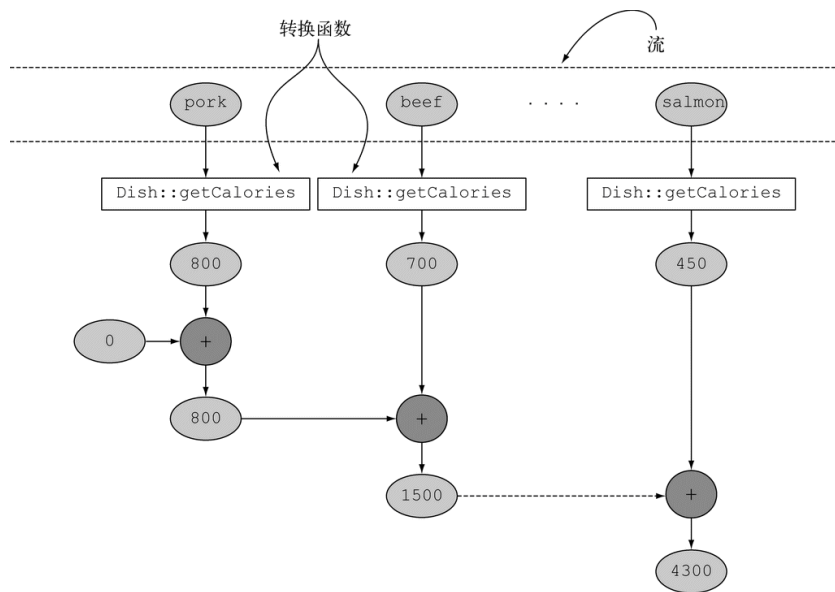 转换函数
流
pork
beef
. . . .
salmon
Dish::getCalories
Dish::getCalories
Dish::getCalories
800
700
450
0
+
800
+
1500
+
4300